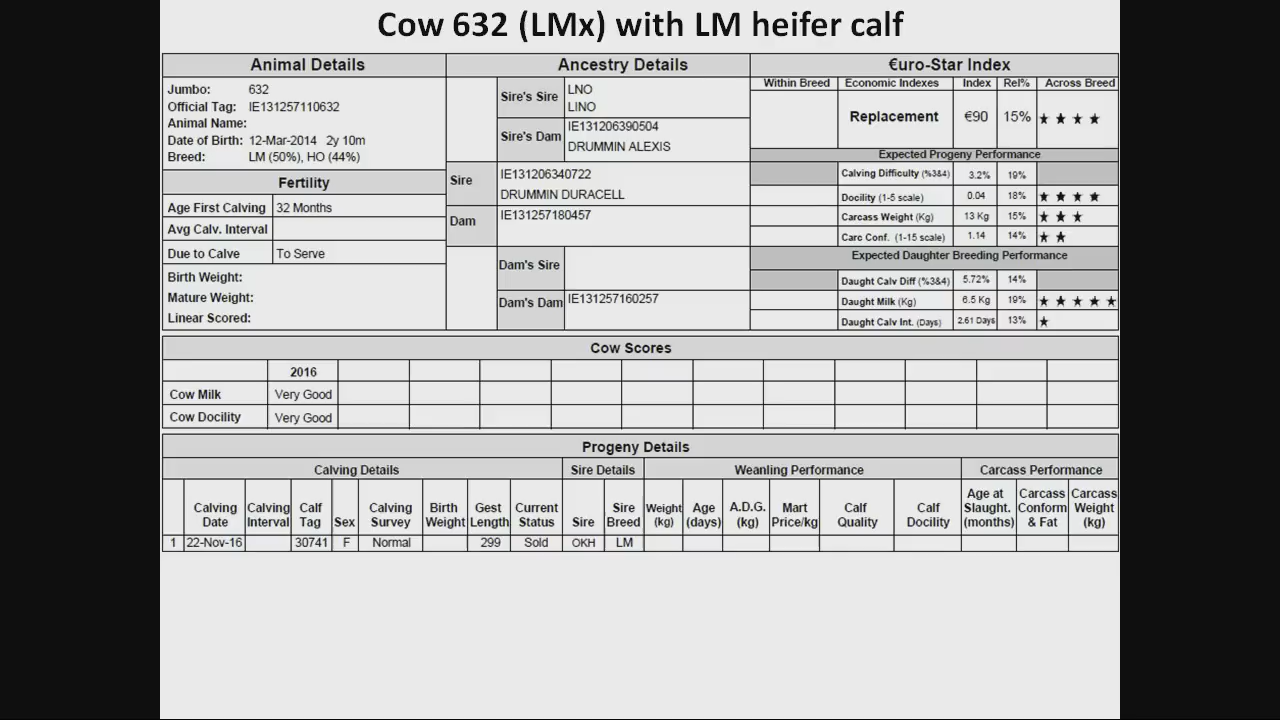 Cow 632 (LMx) with LM heifer calf
Animal Details
Jumbo: 632
Official Tag: IE131257110632
Animal Name:
Date of Birth: 12-Mar-2014 2y 10m
Breed: LM (50%), HO (44%)
Fertility
Age First Calving 32 Months
Avg Calv. Interval
Due to Calve To Serve
Birth Weight:
Mature Weight:
Linear Scored:
Ancestry Details
Sire's Sire LNO
LINO
Sire's Dam IE131206390504
DRUMMIN ALEXIS
Sire IE131206340722
DRUMMIN DURACELL
Dam IE131257180457
Dam's Sire
Dam's Dam IE131257160257
€uro-Star Index
Within Breed Economic Indexes Index Rel% Across Breed
Replacement €90 15% ★ ★ ★ ★
Expected Progeny Performance
Calving Difficulty (%3&4) 3.2% 19%
Docility (1-5 scale) 0.04 18% ★ ★ ★ ★
Carcass Weight (Kg) 13 Kg 15% ★ ★ ★
Carc Conf. (1-15 scale) 1.14 14% ★ ★
Expected Daughter Breeding Performance
Daught Calv Diff (%3&4) 5.72% 14%
Daught Milk (Kg) 6.5 Kg 19% ★ ★ ★ ★ ★
Daught Calv Int. (Days) 2.61 Days 13% ★
Cow Scores
2016
Cow Milk Very Good
Cow Docility Very Good
Progeny Details
Calving Details Sire Details Weanling Performance Carcass Performance
Calving Date Calving Interval Calf Tag Sex Calving Survey Birth Weight Gest Length Current Status Sire Sire Breed Weight (kg) Age (days) A.D.G. (kg) Mart Price/kg Calf Quality Calf Docility Age at Slaught. (months) Carcass Conform & Fat Carcass Weight (kg)
1 22-Nov-16 30741 F Normal 299 Sold OKH LM